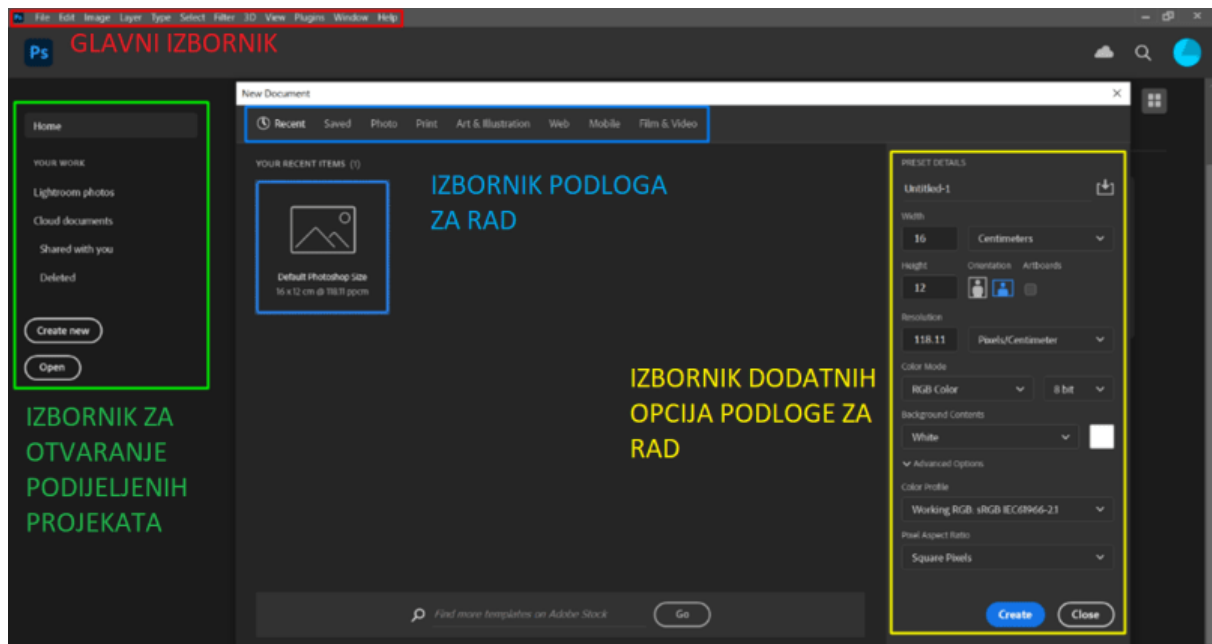 Ps File Edit Image Layer Type Select Filter 3D View Plugins Window Help
Ps GLAVNI IZBORNIK
New Document
Recent Saved Photo Print Art & Illustration Web Mobile Film & Video
Home
YOUR WORK
Lightroom photos
Cloud documents
Shared with you
Deleted
Create new
Open
IZBORNIK ZA
OTVARANJE
PODIJELJENIH
PROJEKATA
YOUR RECENT ITEMS (1)
Default Photoshop Size
16 x 12 cm @ 118.11 ppcm
IZBORNIK PODLOGA
ZA RAD
IZBORNIK DODATNIH
OPCIJA PODLOGE ZA
RAD
Find more templates on Adobe Stock Go
PRESET DETAILS
Untitled-1
Width
16 Centimeters
Height Orientation Artboards
12
Resolution
118.11 Pixels/Centimeter
Color Mode
RGB Color 8 bit
Background Contents
White
Advanced Options
Color Profile
Working RGB: sRGB IEC61966-2.1
Pixel Aspect Ratio
Square Pixels
Create Close